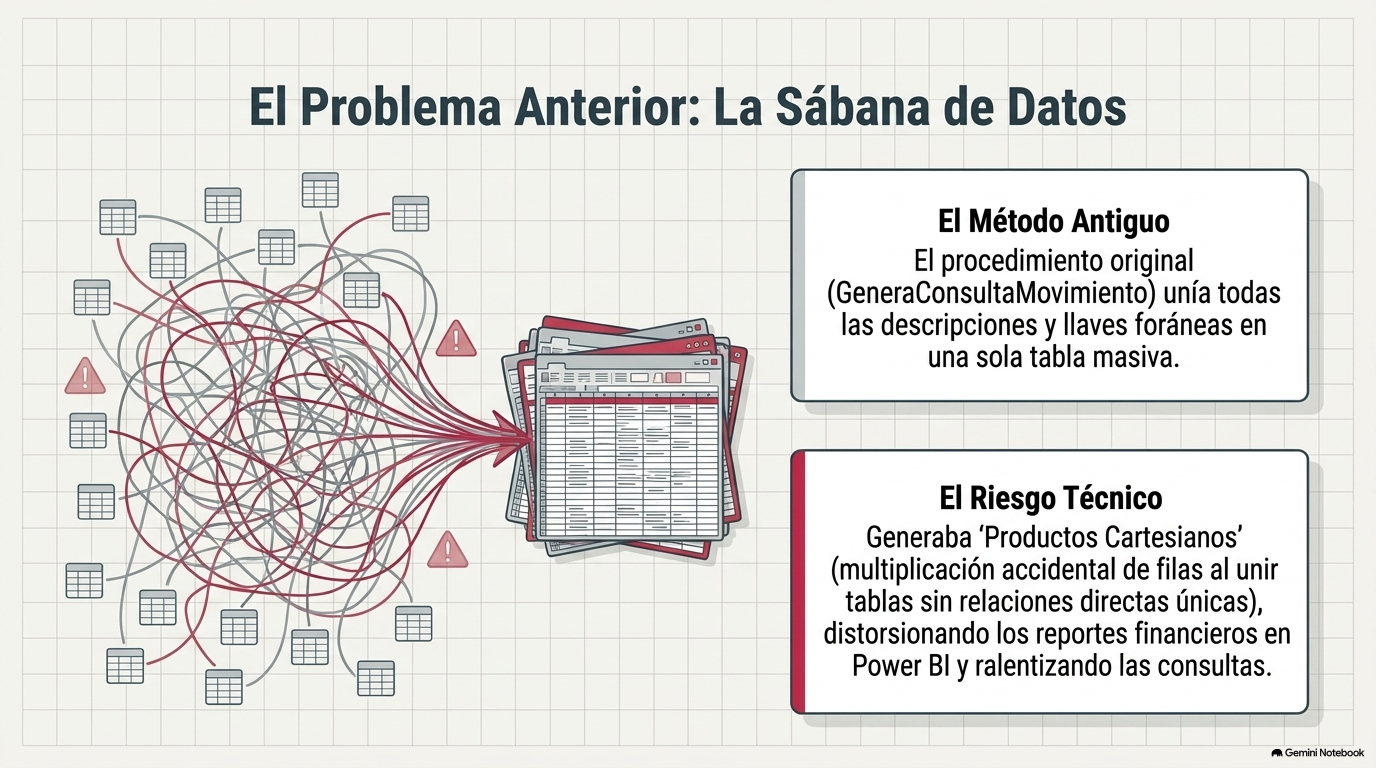 El Problema Anterior: La Sábana de Datos
El Método Antiguo
El procedimiento original
(GeneraConsultaMovimiento) unía todas
las descripciones y llaves foráneas en
una sola tabla masiva.
El Riesgo Técnico
Generaba ‘Productos Cartesianos’
(multiplicación accidental de filas al unir
tablas sin relaciones directas únicas),
distorsionando los reportes financieros en
Power BI y ralentizando las consultas.
Gemini Notebook